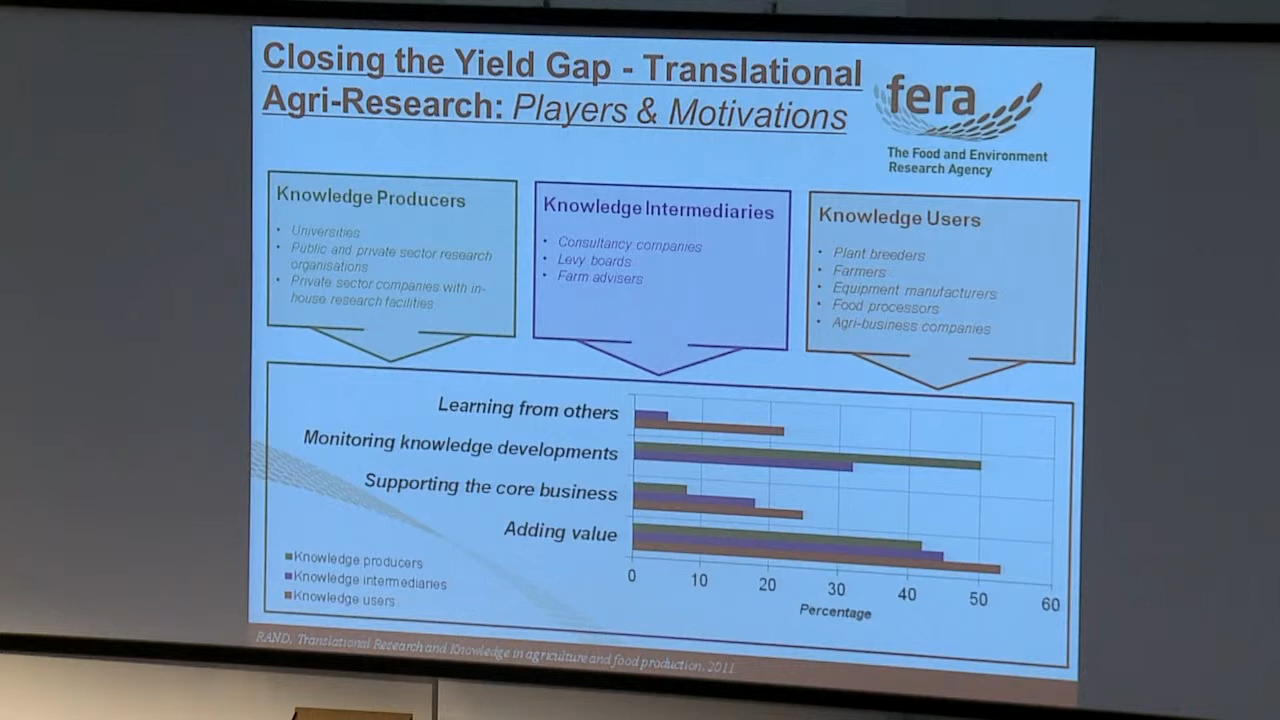 Closing the Yield Gap - Translational
Agri-Research: Players & Motivations
fera
The Food and Environment
Research Agency
Knowledge Producers
• Universities
• Public and private sector research
organisations
• Private sector companies with in-
house research facilities
Knowledge Intermediaries
• Consultancy companies
• Levy boards
• Farm advisers
Knowledge Users
• Plant breeders
• Farmers
• Equipment manufacturers
• Food processors
• Agri-business companies
Learning from others
Monitoring knowledge developments
Supporting the core business
Adding value
Knowledge producers
Knowledge intermediaries
Knowledge users
0 10 20 30 40 50 60
Percentage
RAND, Translational Research and Knowledge in agriculture and food production. 2011